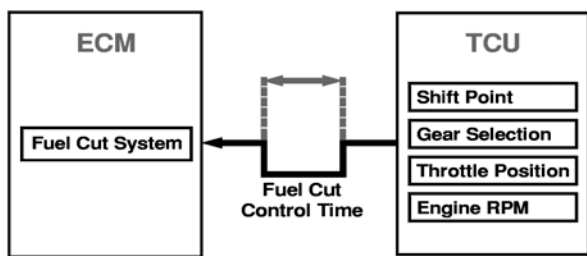 ECM
TCU
Shift Point
Fuel Cut System
Gear Selection
Throttle Position
Fuel Cut
Control Time
Engine RPM